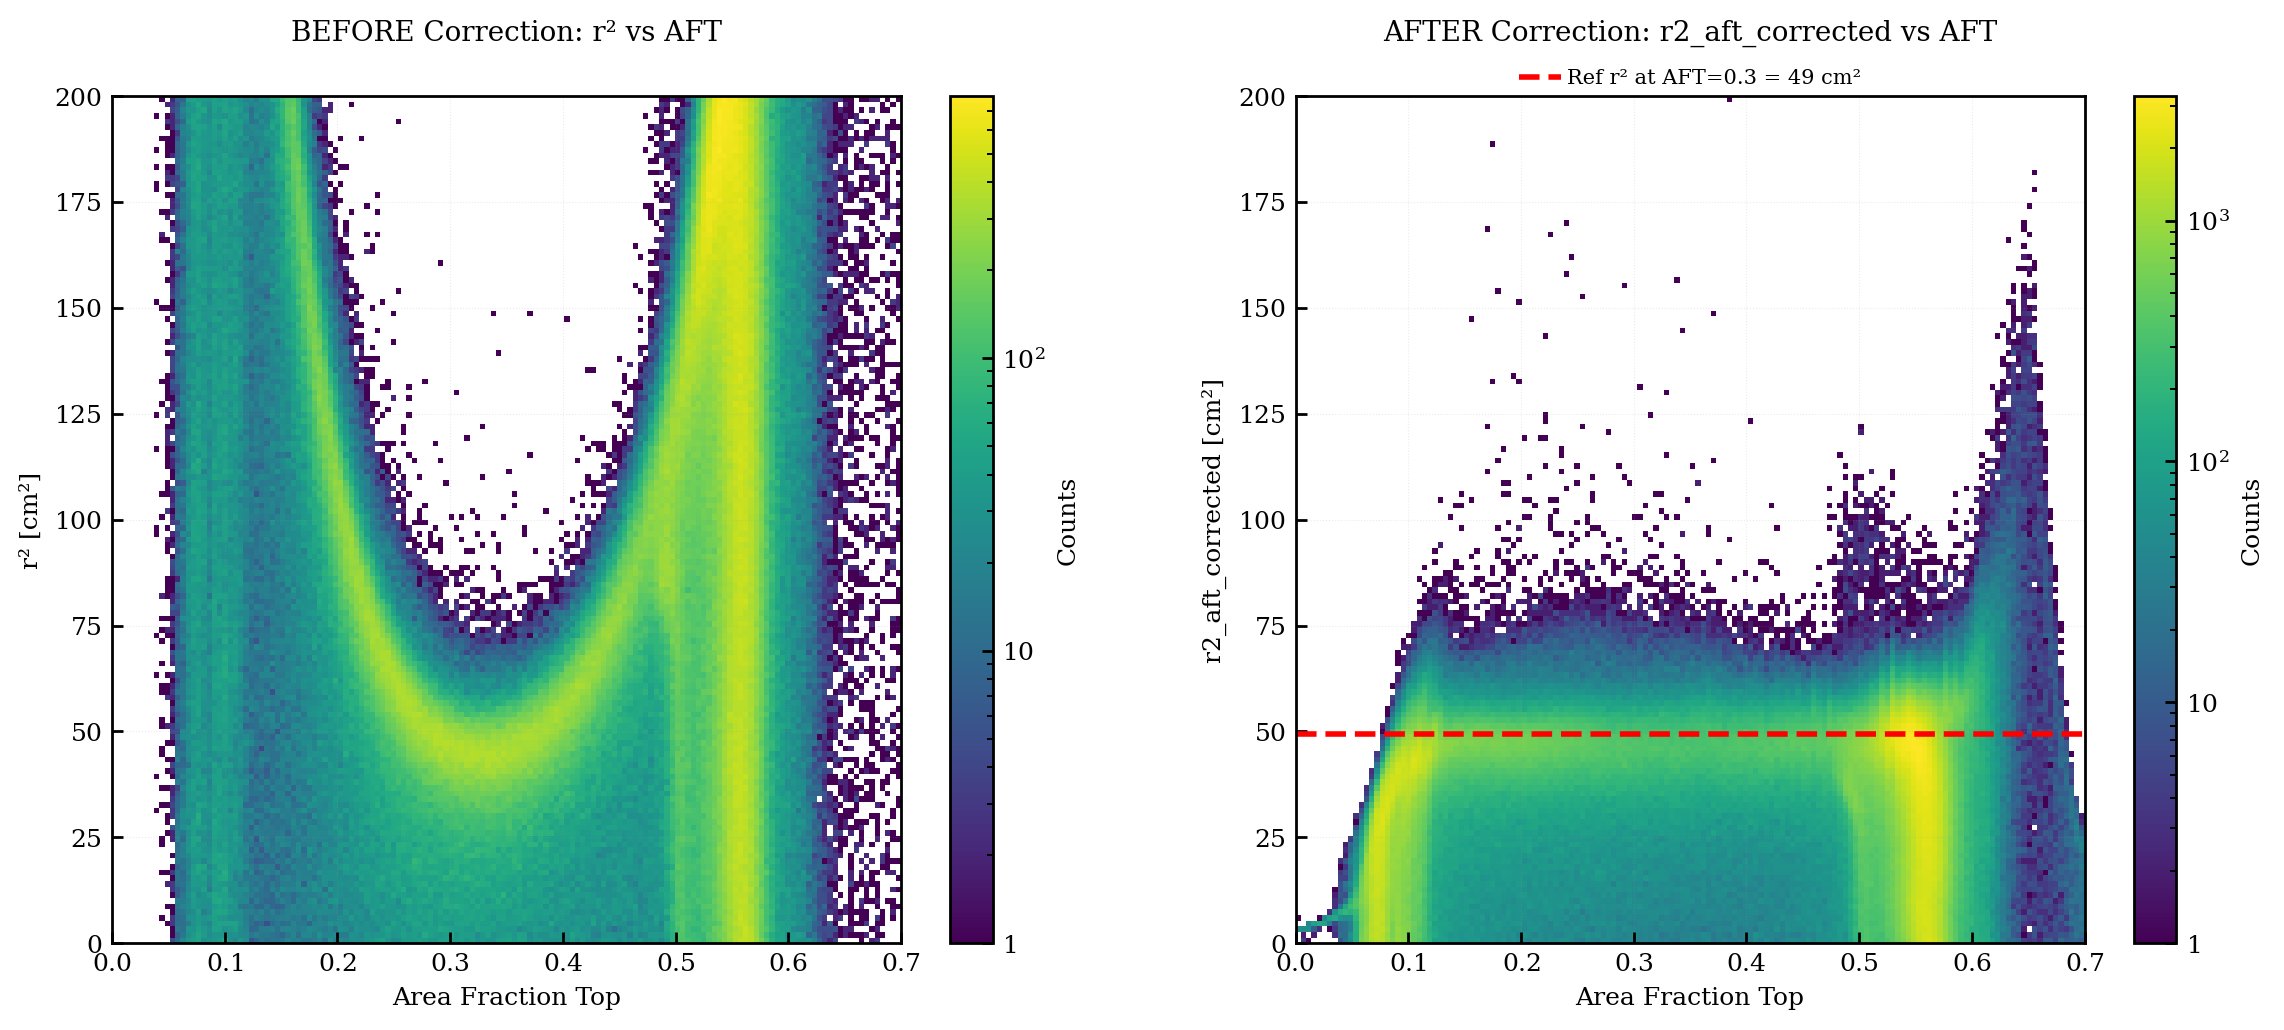 BEFORE Correction: r² vs AFT
200
175
150
125
100
75
50
25
0
r² [cm²]
0.0 0.1 0.2 0.3 0.4 0.5 0.6 0.7
Area Fraction Top
10²
10
1
Counts
AFTER Correction: r2_aft_corrected vs AFT
Ref r² at AFT=0.3 = 49 cm²
200
175
150
125
100
75
50
25
0
r2_aft_corrected [cm²]
0.0 0.1 0.2 0.3 0.4 0.5 0.6 0.7
Area Fraction Top
10³
10²
10
1
Counts